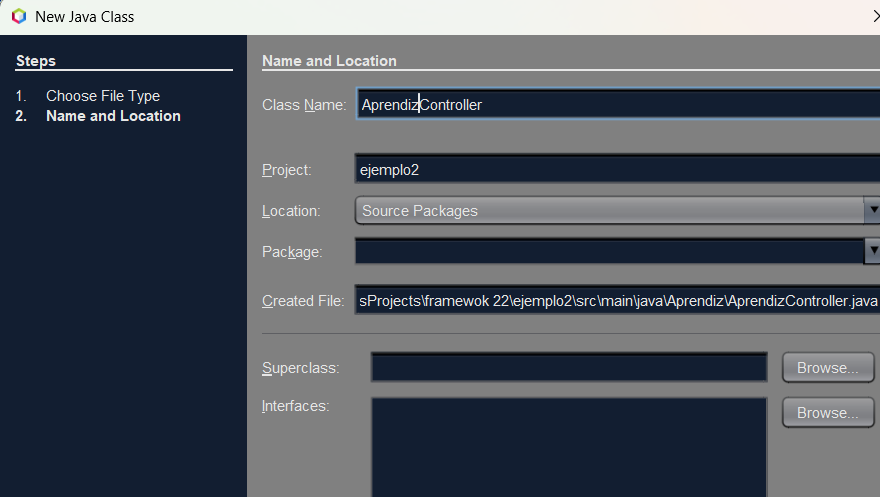 New Java Class
Steps
1. Choose File Type
2. Name and Location
Name and Location
Class Name: AprendizController
Project: ejemplo2
Location: Source Packages
Package:
Created File: sProjects\framewok 22\ejemplo2\src\main\java\Aprendiz\AprendizController.java
Superclass: Browse...
Interfaces: Browse...